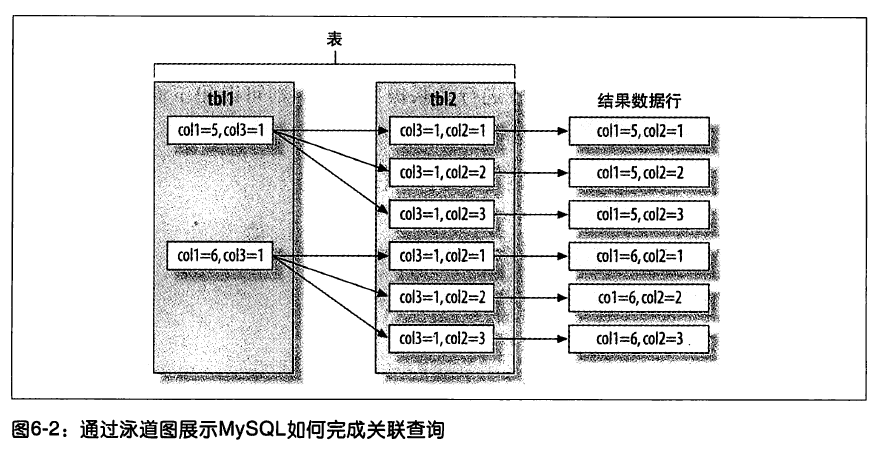 表
tbl1 tbl2 结果数据行
col1=5,col3=1 col3=1,col2=1 col1=5,col2=1
col3=1,col2=2 col1=5,col2=2
col3=1,col2=3 col1=5,col2=3
col1=6,col3=1 col3=1,col2=1 col1=6,col2=1
col3=1,col2=2 co1=6,col2=2
col3=1,col2=3 col1=6,col2=3
图6-2：通过泳道图展示MySQL如何完成关联查询